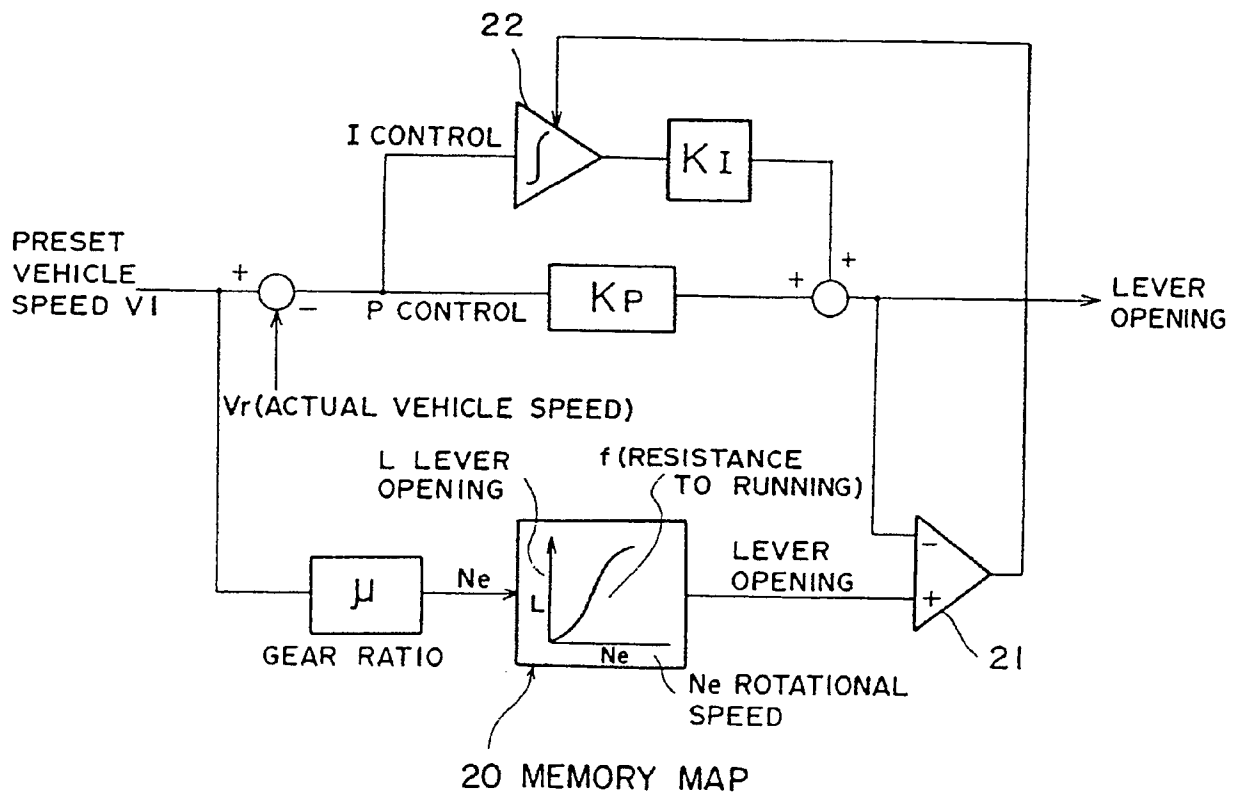 22
I CONTROL
∫
KI
PRESET
VEHICLE
SPEED V1
+
−
P CONTROL
KP
+
+
LEVER
OPENING
Vr(ACTUAL VEHICLE SPEED)
L LEVER
OPENING
f(RESISTANCE
TO RUNNING)
μ
GEAR RATIO
Ne
L
Ne
LEVER
OPENING
−
+
21
Ne ROTATIONAL
SPEED
20 MEMORY MAP